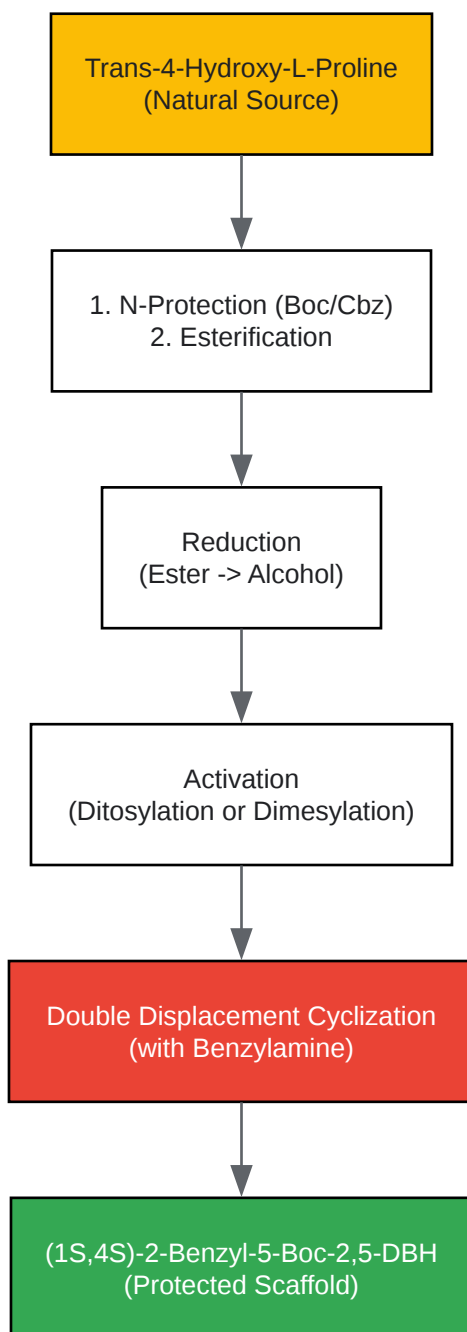 Trans-4-Hydroxy-L-Proline
(Natural Source)
1. N-Protection (Boc/Cbz)
2. Esterification
Reduction
(Ester -> Alcohol)
Activation
(Ditosylation or Dimesylation)
Double Displacement Cyclization
(with Benzylamine)
(1S,4S)-2-Benzyl-5-Boc-2,5-DBH
(Protected Scaffold)